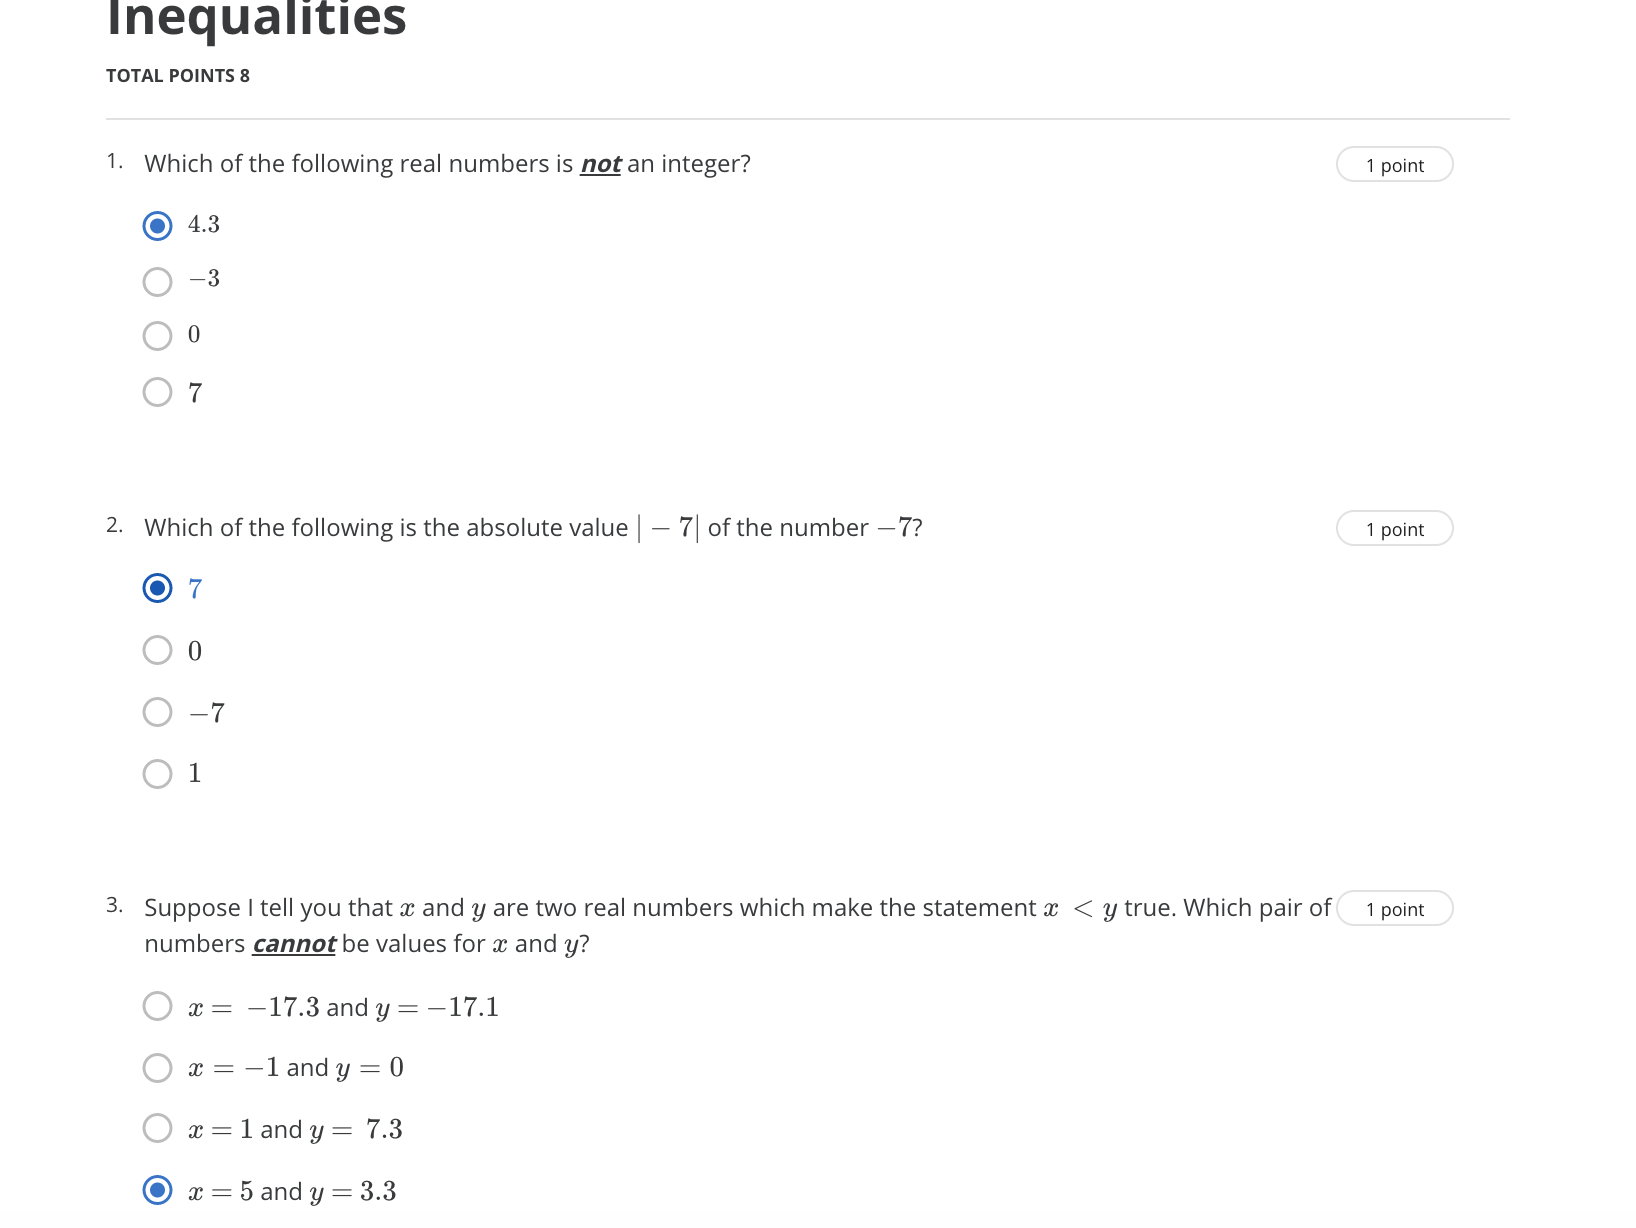 Inequalities
TOTAL POINTS 8
1. Which of the following real numbers is not an integer?
1 point
4.3
−3
0
7
2. Which of the following is the absolute value | − 7| of the number −7?
1 point
7
0
−7
1
3. Suppose I tell you that x and y are two real numbers which make the statement x < y true. Which pair of
1 point
numbers cannot be values for x and y?
x = −17.3 and y = −17.1
x = −1 and y = 0
x = 1 and y = 7.3
x = 5 and y = 3.3